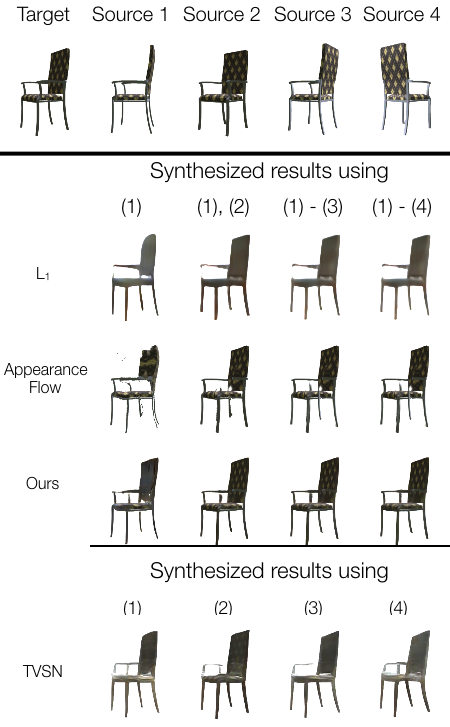 Target Source 1 Source 2 Source 3 Source 4
Synthesized results using
(1) (1), (2) (1) - (3) (1) - (4)
L₁
Appearance
Flow
Ours
Synthesized results using
(1) (2) (3) (4)
TVSN